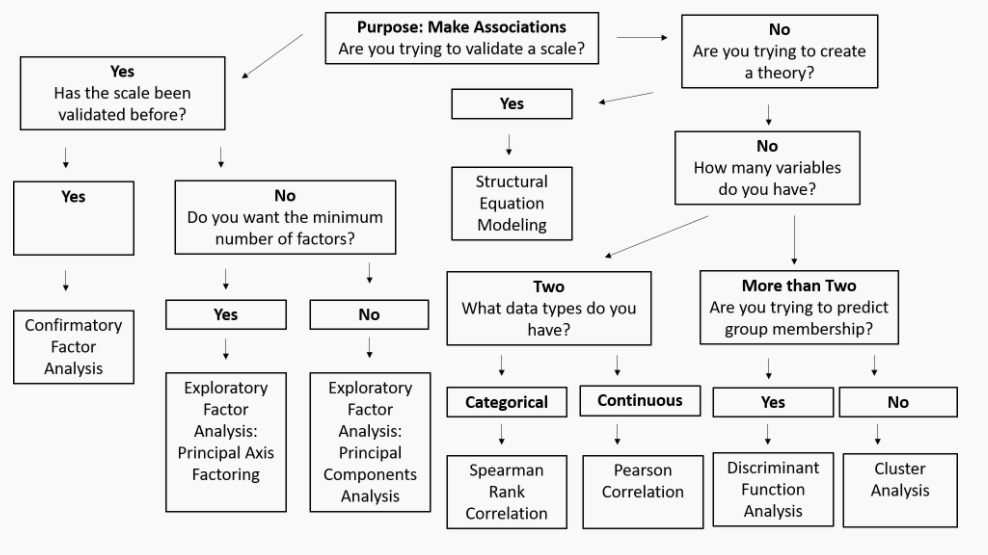 Purpose: Make Associations
Are you trying to validate a scale?
No
Are you trying to create
a theory?
Yes
Has the scale been
validated before?
Yes
No
How many variables
do you have?
Yes
No
Do you want the minimum
number of factors?
Structural
Equation
Modeling
Two
What data types do you
have?
More than Two
Are you trying to predict
group membership?
Yes
No
Confirmatory
Factor
Analysis
Exploratory
Factor
Analysis:
Principal Axis
Factoring
Exploratory
Factor
Analysis:
Principal
Components
Analysis
Categorical
Continuous
Yes
No
Spearman
Rank
Correlation
Pearson
Correlation
Discriminant
Function
Analysis
Cluster
Analysis